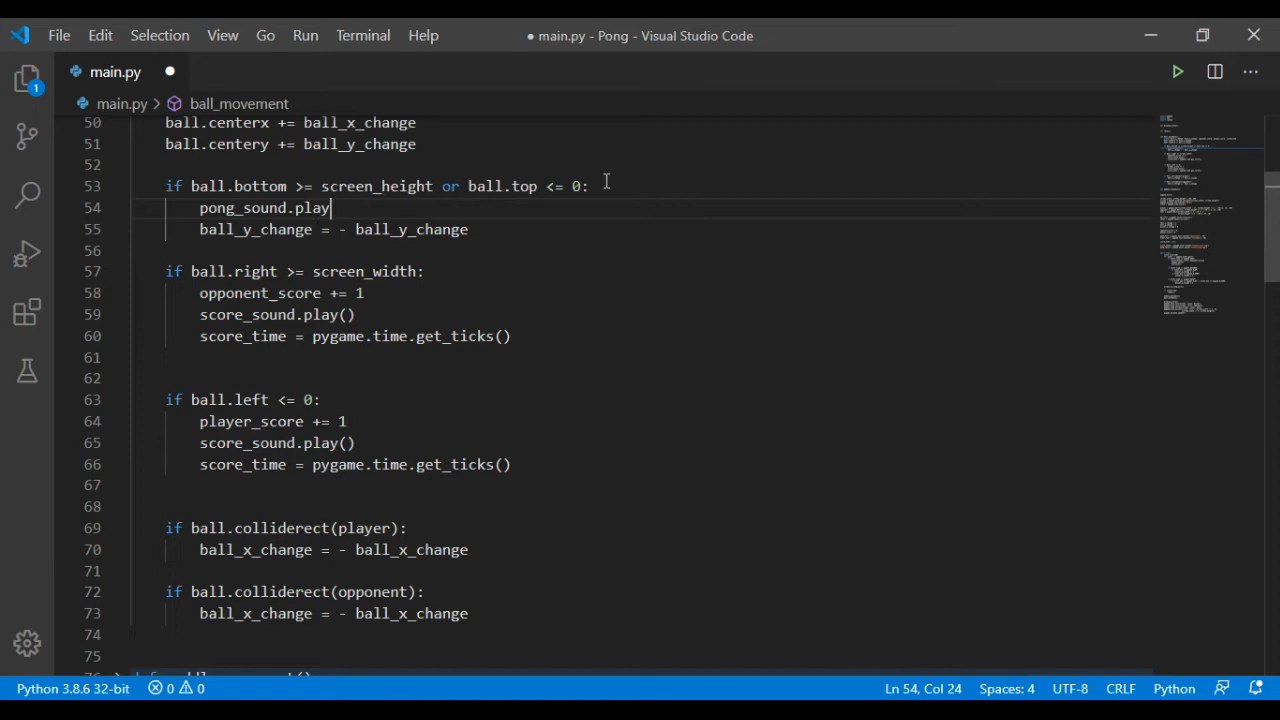 File Edit Selection View Go Run Terminal Help ● main.py - Pong - Visual Studio Code
main.py ●
main.py > ball_movement
1
50 ball.centerx += ball_x_change
51 ball.centery += ball_y_change
52
53 if ball.bottom >= screen_height or ball.top <= 0:
54 pong_sound.play
55 ball_y_change = - ball_y_change
56
57 if ball.right >= screen_width:
58 opponent_score += 1
59 score_sound.play()
60 score_time = pygame.time.get_ticks()
61
62
63 if ball.left <= 0:
64 player_score += 1
65 score_sound.play()
66 score_time = pygame.time.get_ticks()
67
68
69 if ball.colliderect(player):
70 ball_x_change = - ball_x_change
71
72 if ball.colliderect(opponent):
73 ball_x_change = - ball_x_change
74
75
Python 3.8.6 32-bit 0 0 Ln 54, Col 24 Spaces: 4 UTF-8 CRLF Python